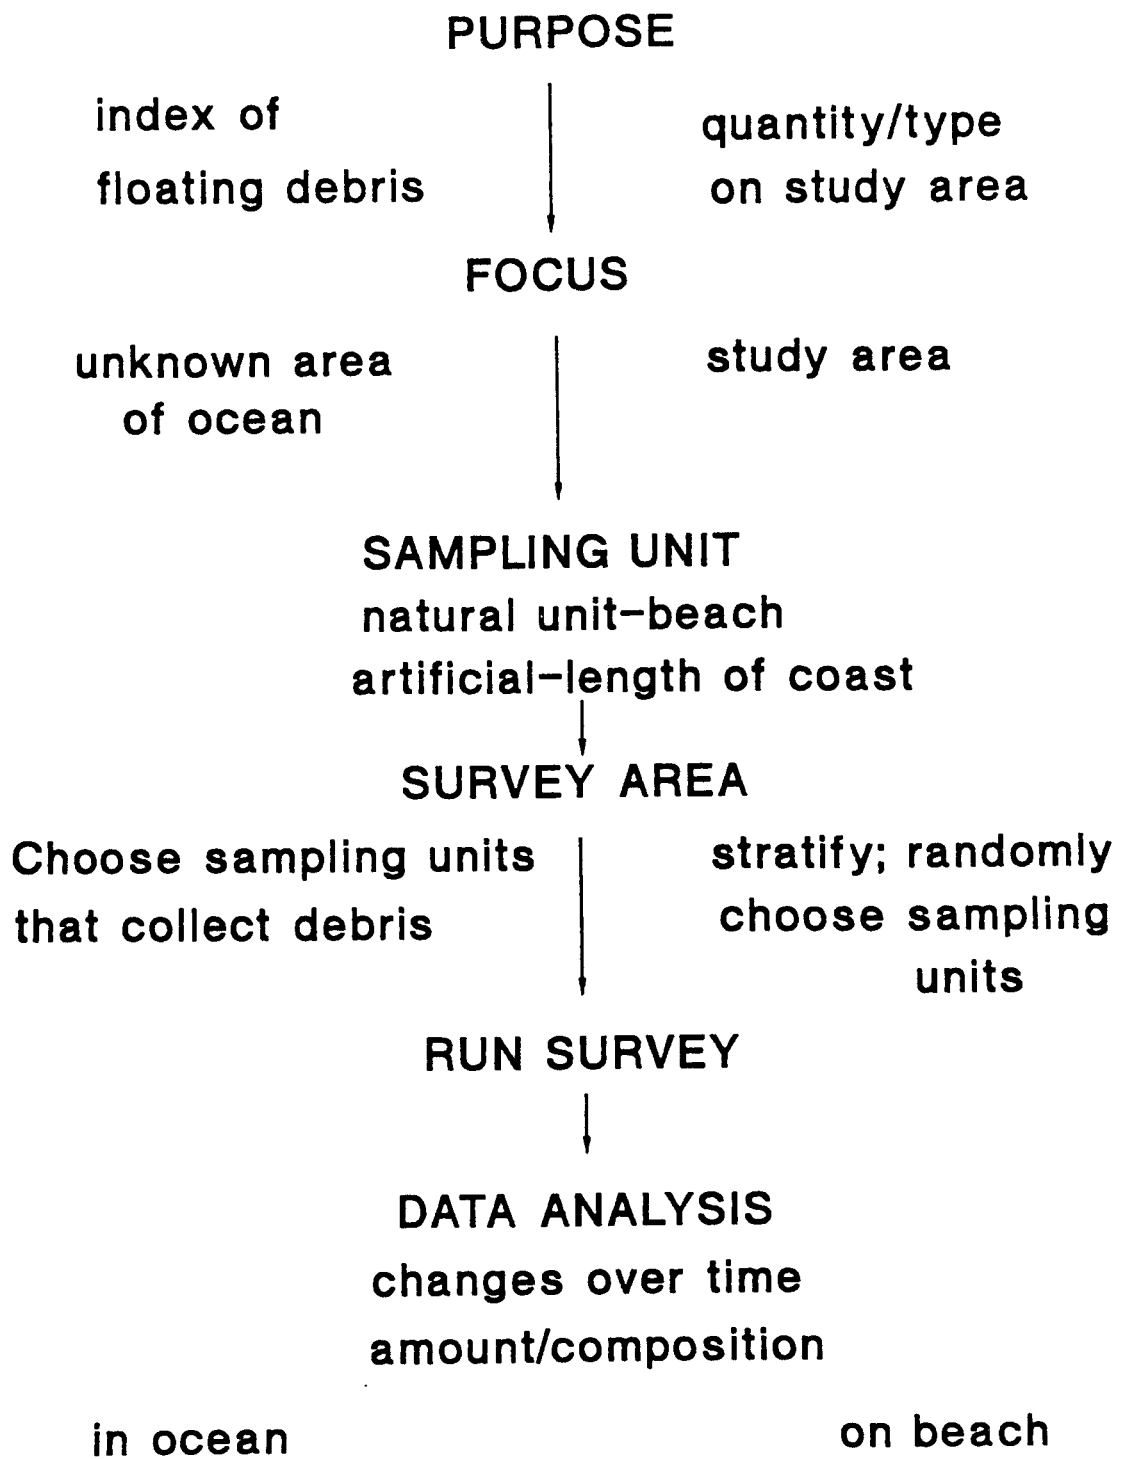 PURPOSE
index of
floating debris
quantity/type
on study area
FOCUS
unknown area
of ocean
study area
SAMPLING UNIT
natural unit-beach
artificial-length of coast
SURVEY AREA
Choose sampling units
that collect debris
stratify; randomly
choose sampling
units
RUN SURVEY
DATA ANALYSIS
changes over time
amount/composition
in ocean
on beach